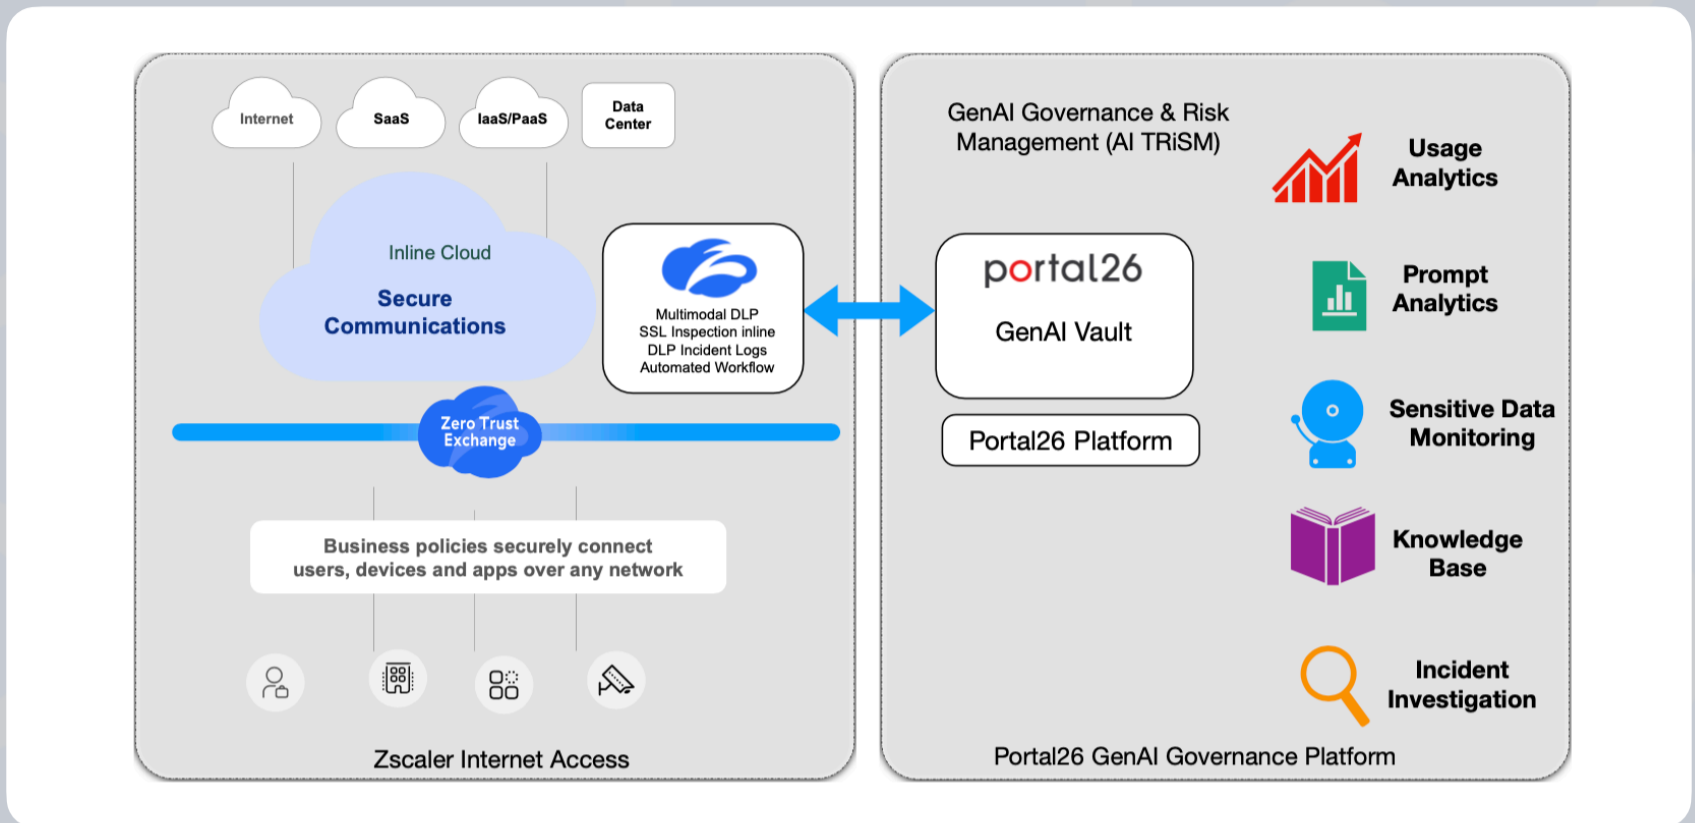 Internet
SaaS
IaaS/PaaS
Data
Center
Inline Cloud
Secure
Communications
Multimodal DLP
SSL Inspection inline
DLP Incident Logs
Automated Workflow
Zero Trust
Exchange
Business policies securely connect
users, devices and apps over any network
Zscaler Internet Access
GenAI Governance & Risk
Management (AI TRiSM)
portal26
GenAI Vault
Portal26 Platform
Usage
Analytics
Prompt
Analytics
Sensitive Data
Monitoring
Knowledge
Base
Incident
Investigation
Portal26 GenAI Governance Platform